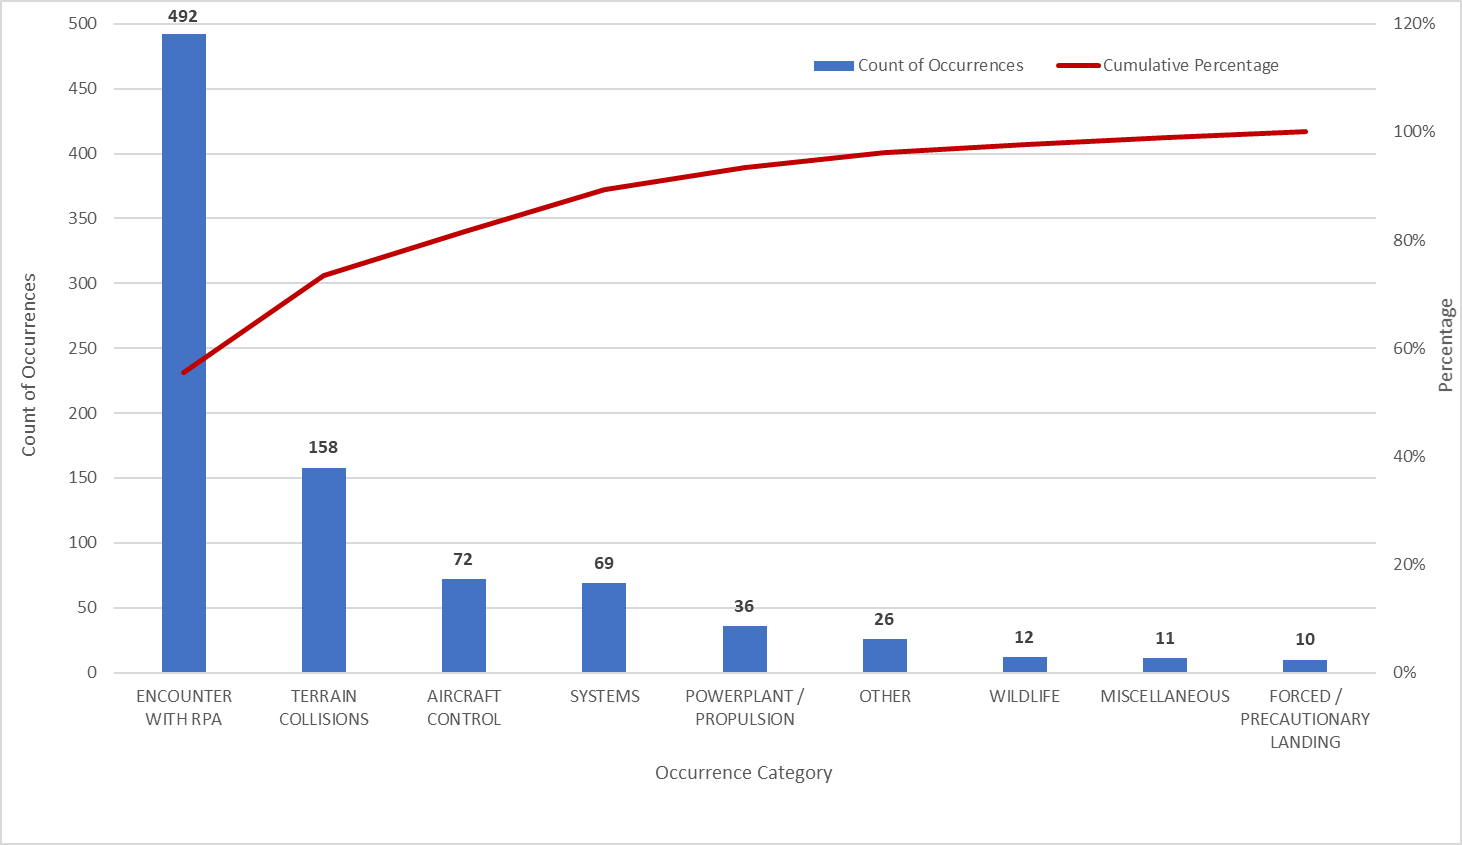 492
500
450
400
350
300
250
200
150
100
50
0
Count of Occurrences
120%
100%
80%
60%
40%
20%
0%
Percentage
Count of Occurrences
Cumulative Percentage
158
72
69
36
26
12
11
10
ENCOUNTER
WITH RPA
TERRAIN
COLLISIONS
AIRCRAFT
CONTROL
SYSTEMS
POWERPLANT /
PROPULSION
OTHER
WILDLIFE
MISCELLANEOUS
FORCED /
PRECAUTIONARY
LANDING
Occurrence Category